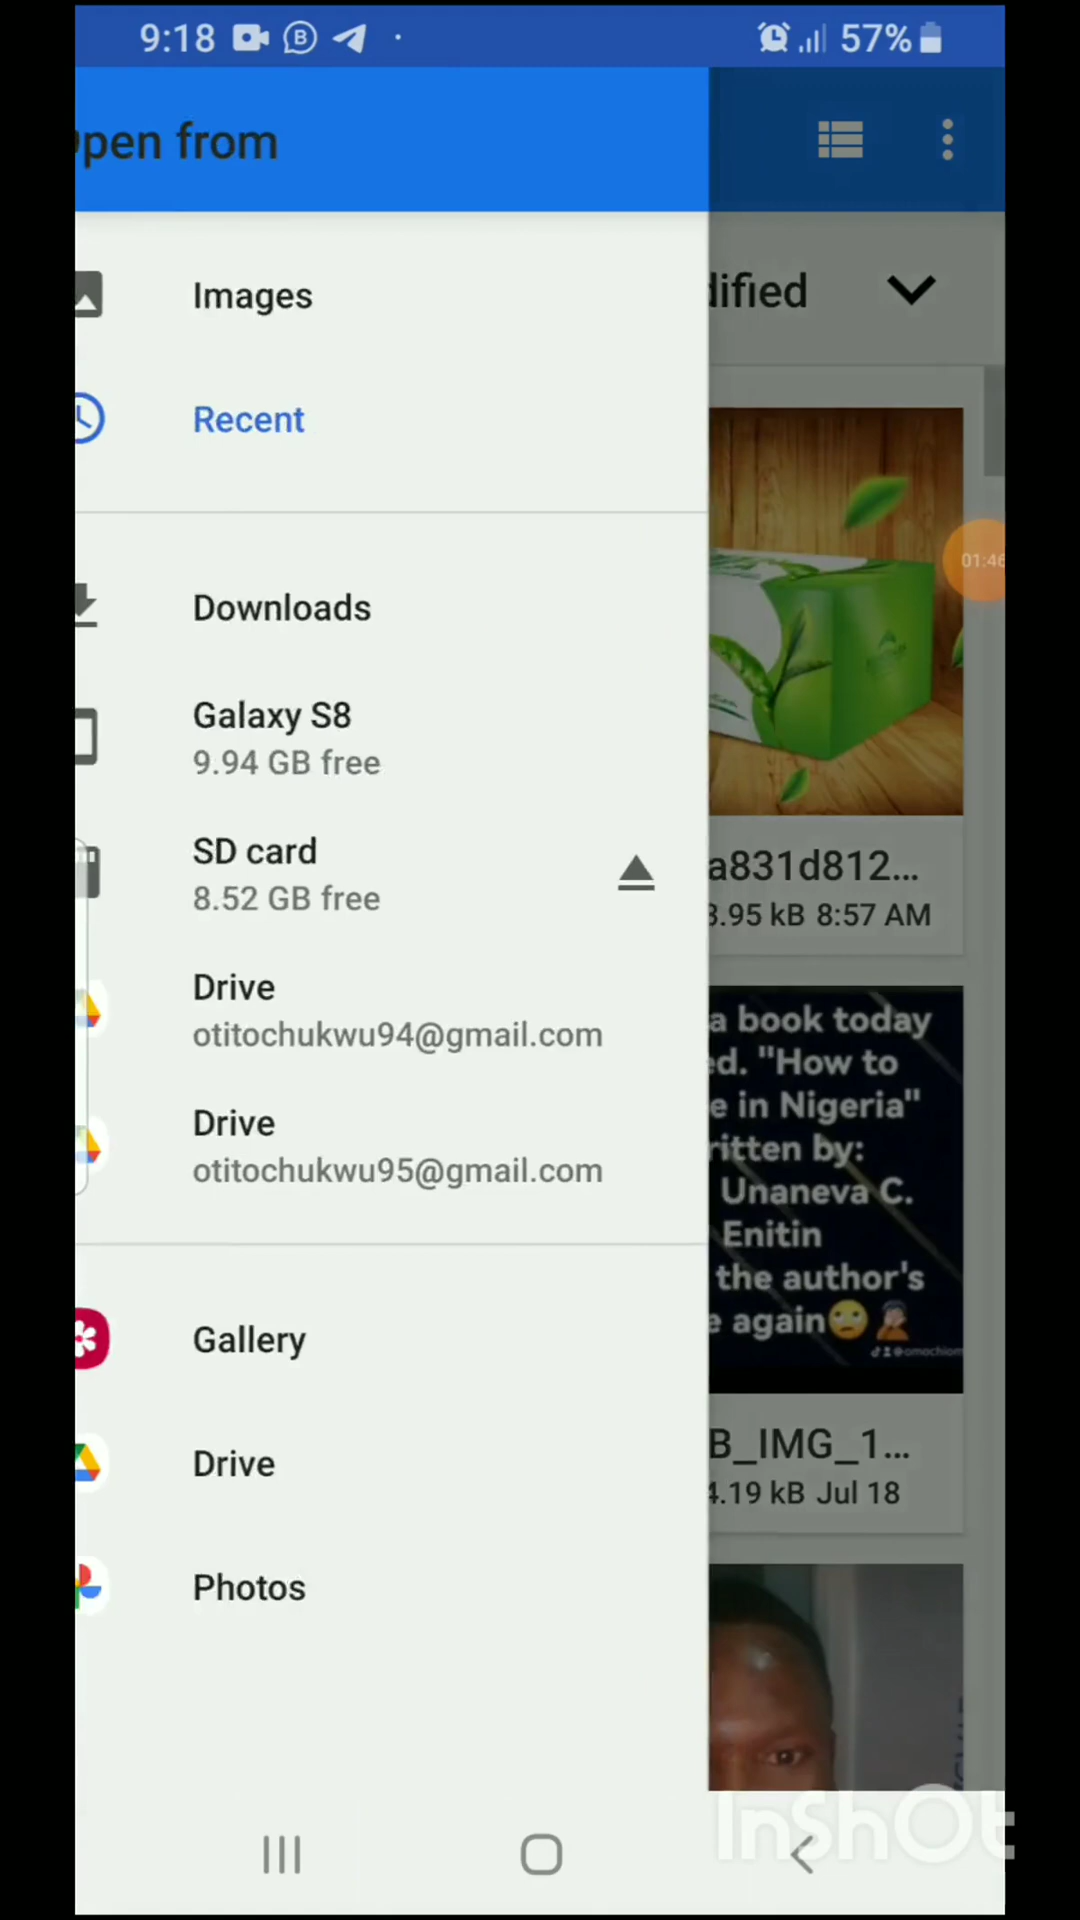 9:18
57%
pen from
Images
Recent
dified
01:46
Downloads
Galaxy S8
9.94 GB free
SD card
8.52 GB free
a831d812...
3.95 kB 8:57 AM
Drive
otitochukwu94@gmail.com
Drive
otitochukwu95@gmail.com
a book today
ed. "How to
e in Nigeria"
ritten by:
Unaneva C.
Enitin
the author's
e again🥺🤦
@omochiom
B_IMG_1...
4.19 kB Jul 18
Gallery
Drive
Photos
InShOt